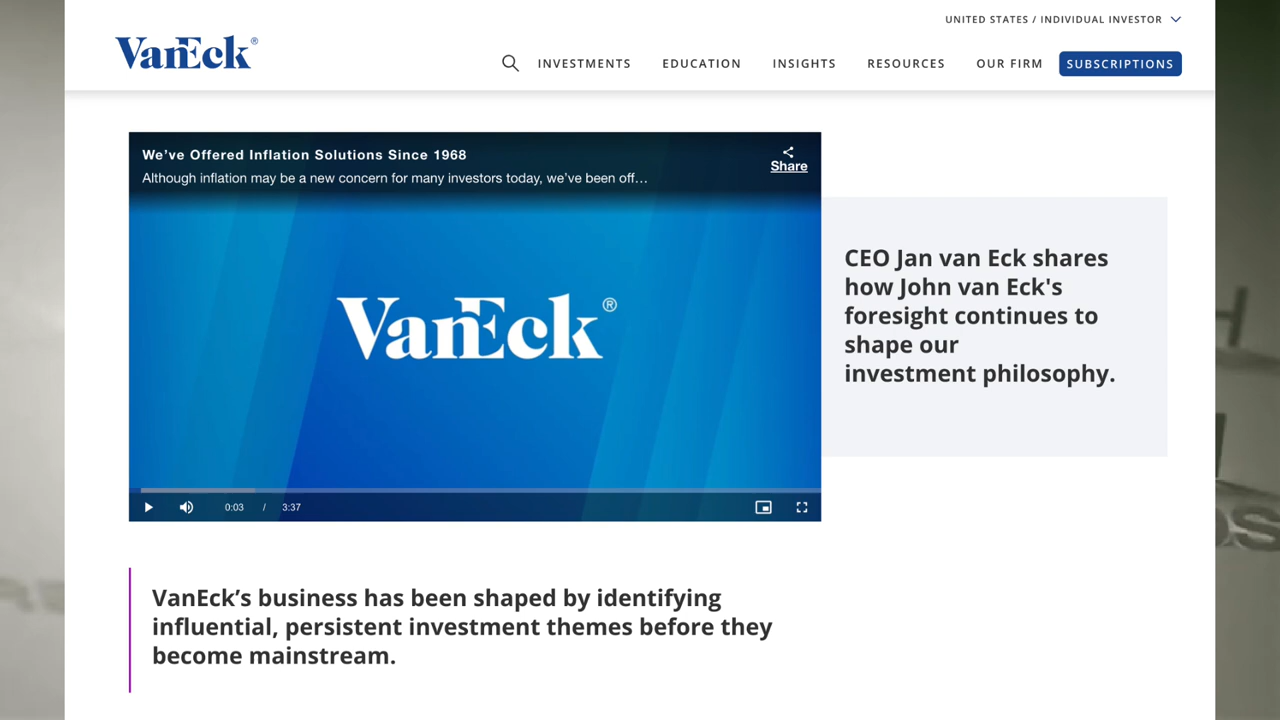 UNITED STATES / INDIVIDUAL INVESTOR
VanEck®
INVESTMENTS EDUCATION INSIGHTS RESOURCES OUR FIRM SUBSCRIPTIONS
We’ve Offered Inflation Solutions Since 1968
Although inflation may be a new concern for many investors today, we’ve been off…
Share
VanEck®
0:03 / 3:37
CEO Jan van Eck shares
how John van Eck's
foresight continues to
shape our
investment philosophy.
VanEck’s business has been shaped by identifying
influential, persistent investment themes before they
become mainstream.